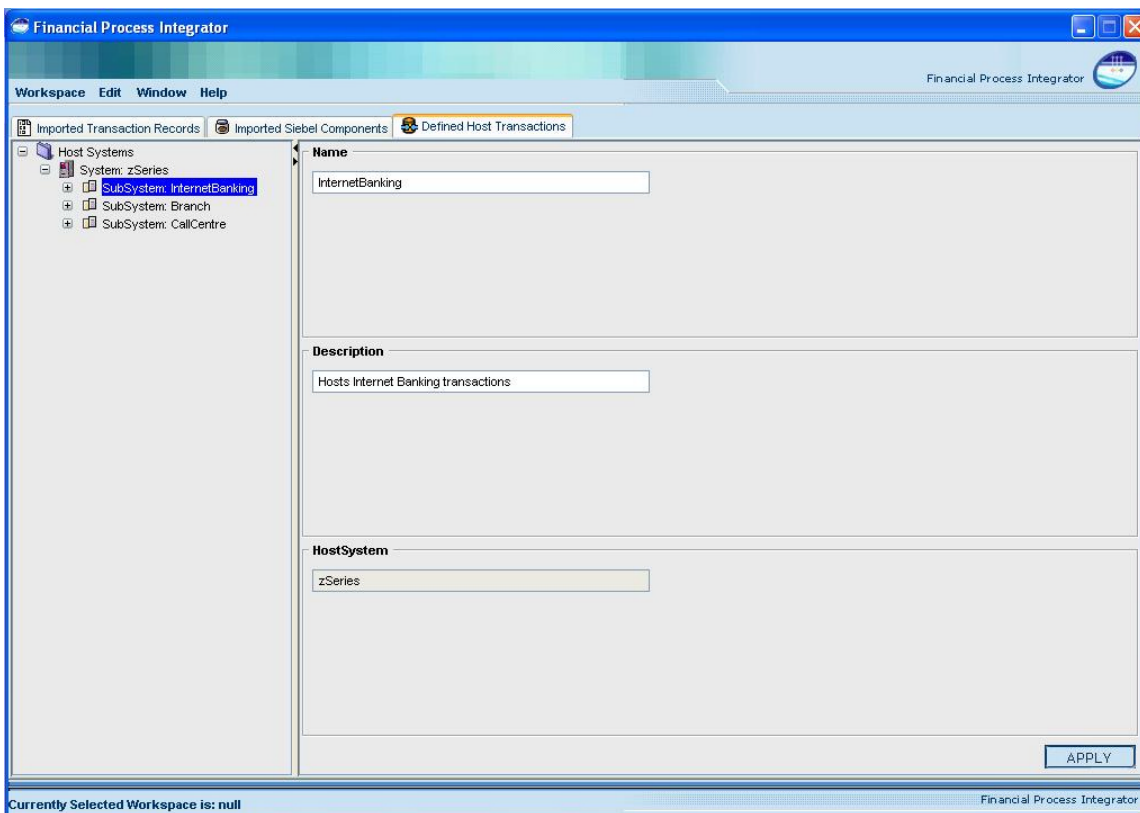 Financial Process Integrator
Financial Process Integrator
Workspace Edit Window Help
Imported Transaction Records Imported Siebel Components Defined Host Transactions
Host Systems
System: zSeries
SubSystem: InternetBanking
SubSystem: Branch
SubSystem: CallCentre
Name
InternetBanking
Description
Hosts Internet Banking transactions
HostSystem
zSeries
APPLY
Currently Selected Workspace is: null
Financial Process Integrator